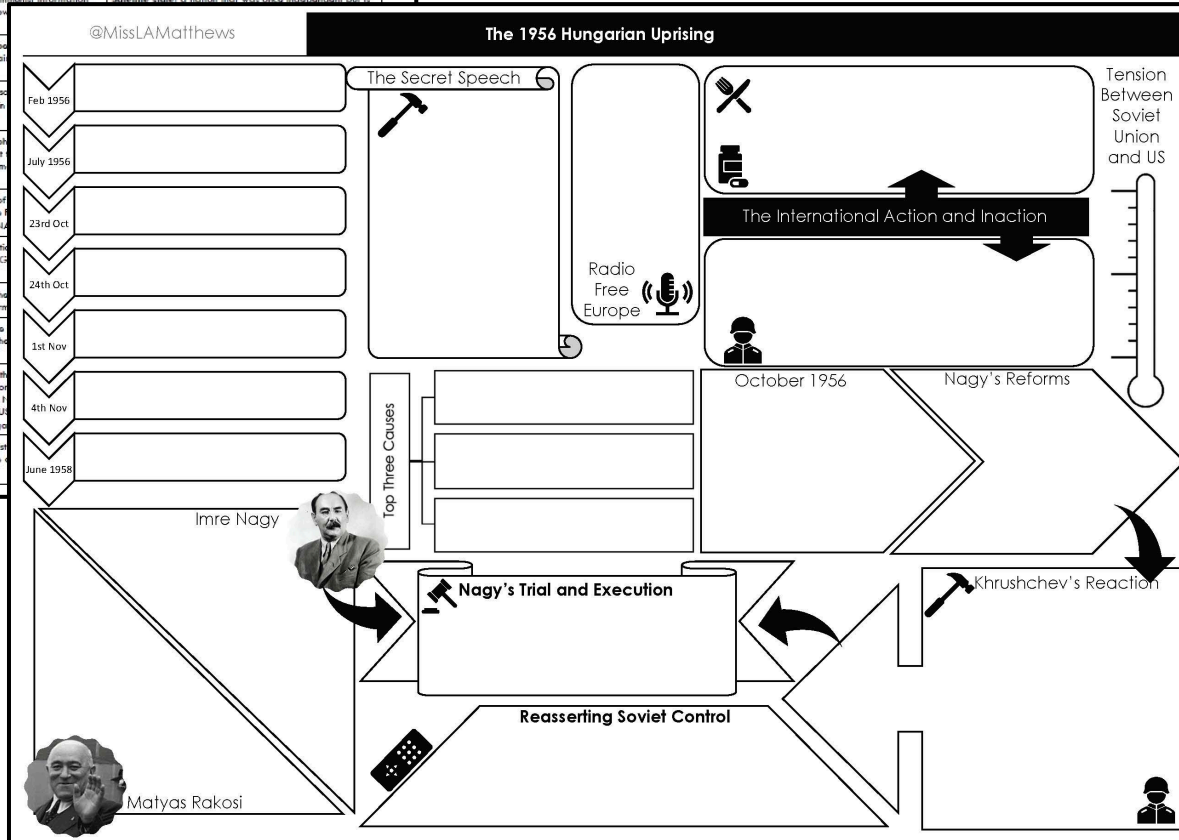 @MissLAMatthews
The 1956 Hungarian Uprising
Feb 1956
July 1956
23rd Oct
24th Oct
1st Nov
4th Nov
June 1958
The Secret Speech
Radio
Free
Europe
The International Action and Inaction
Tension
Between
Soviet
Union
and US
Top Three Causes
October 1956
Nagy's Reforms
Imre Nagy
Matyas Rakosi
Nagy's Trial and Execution
Khrushchev's Reaction
Reasserting Soviet Control